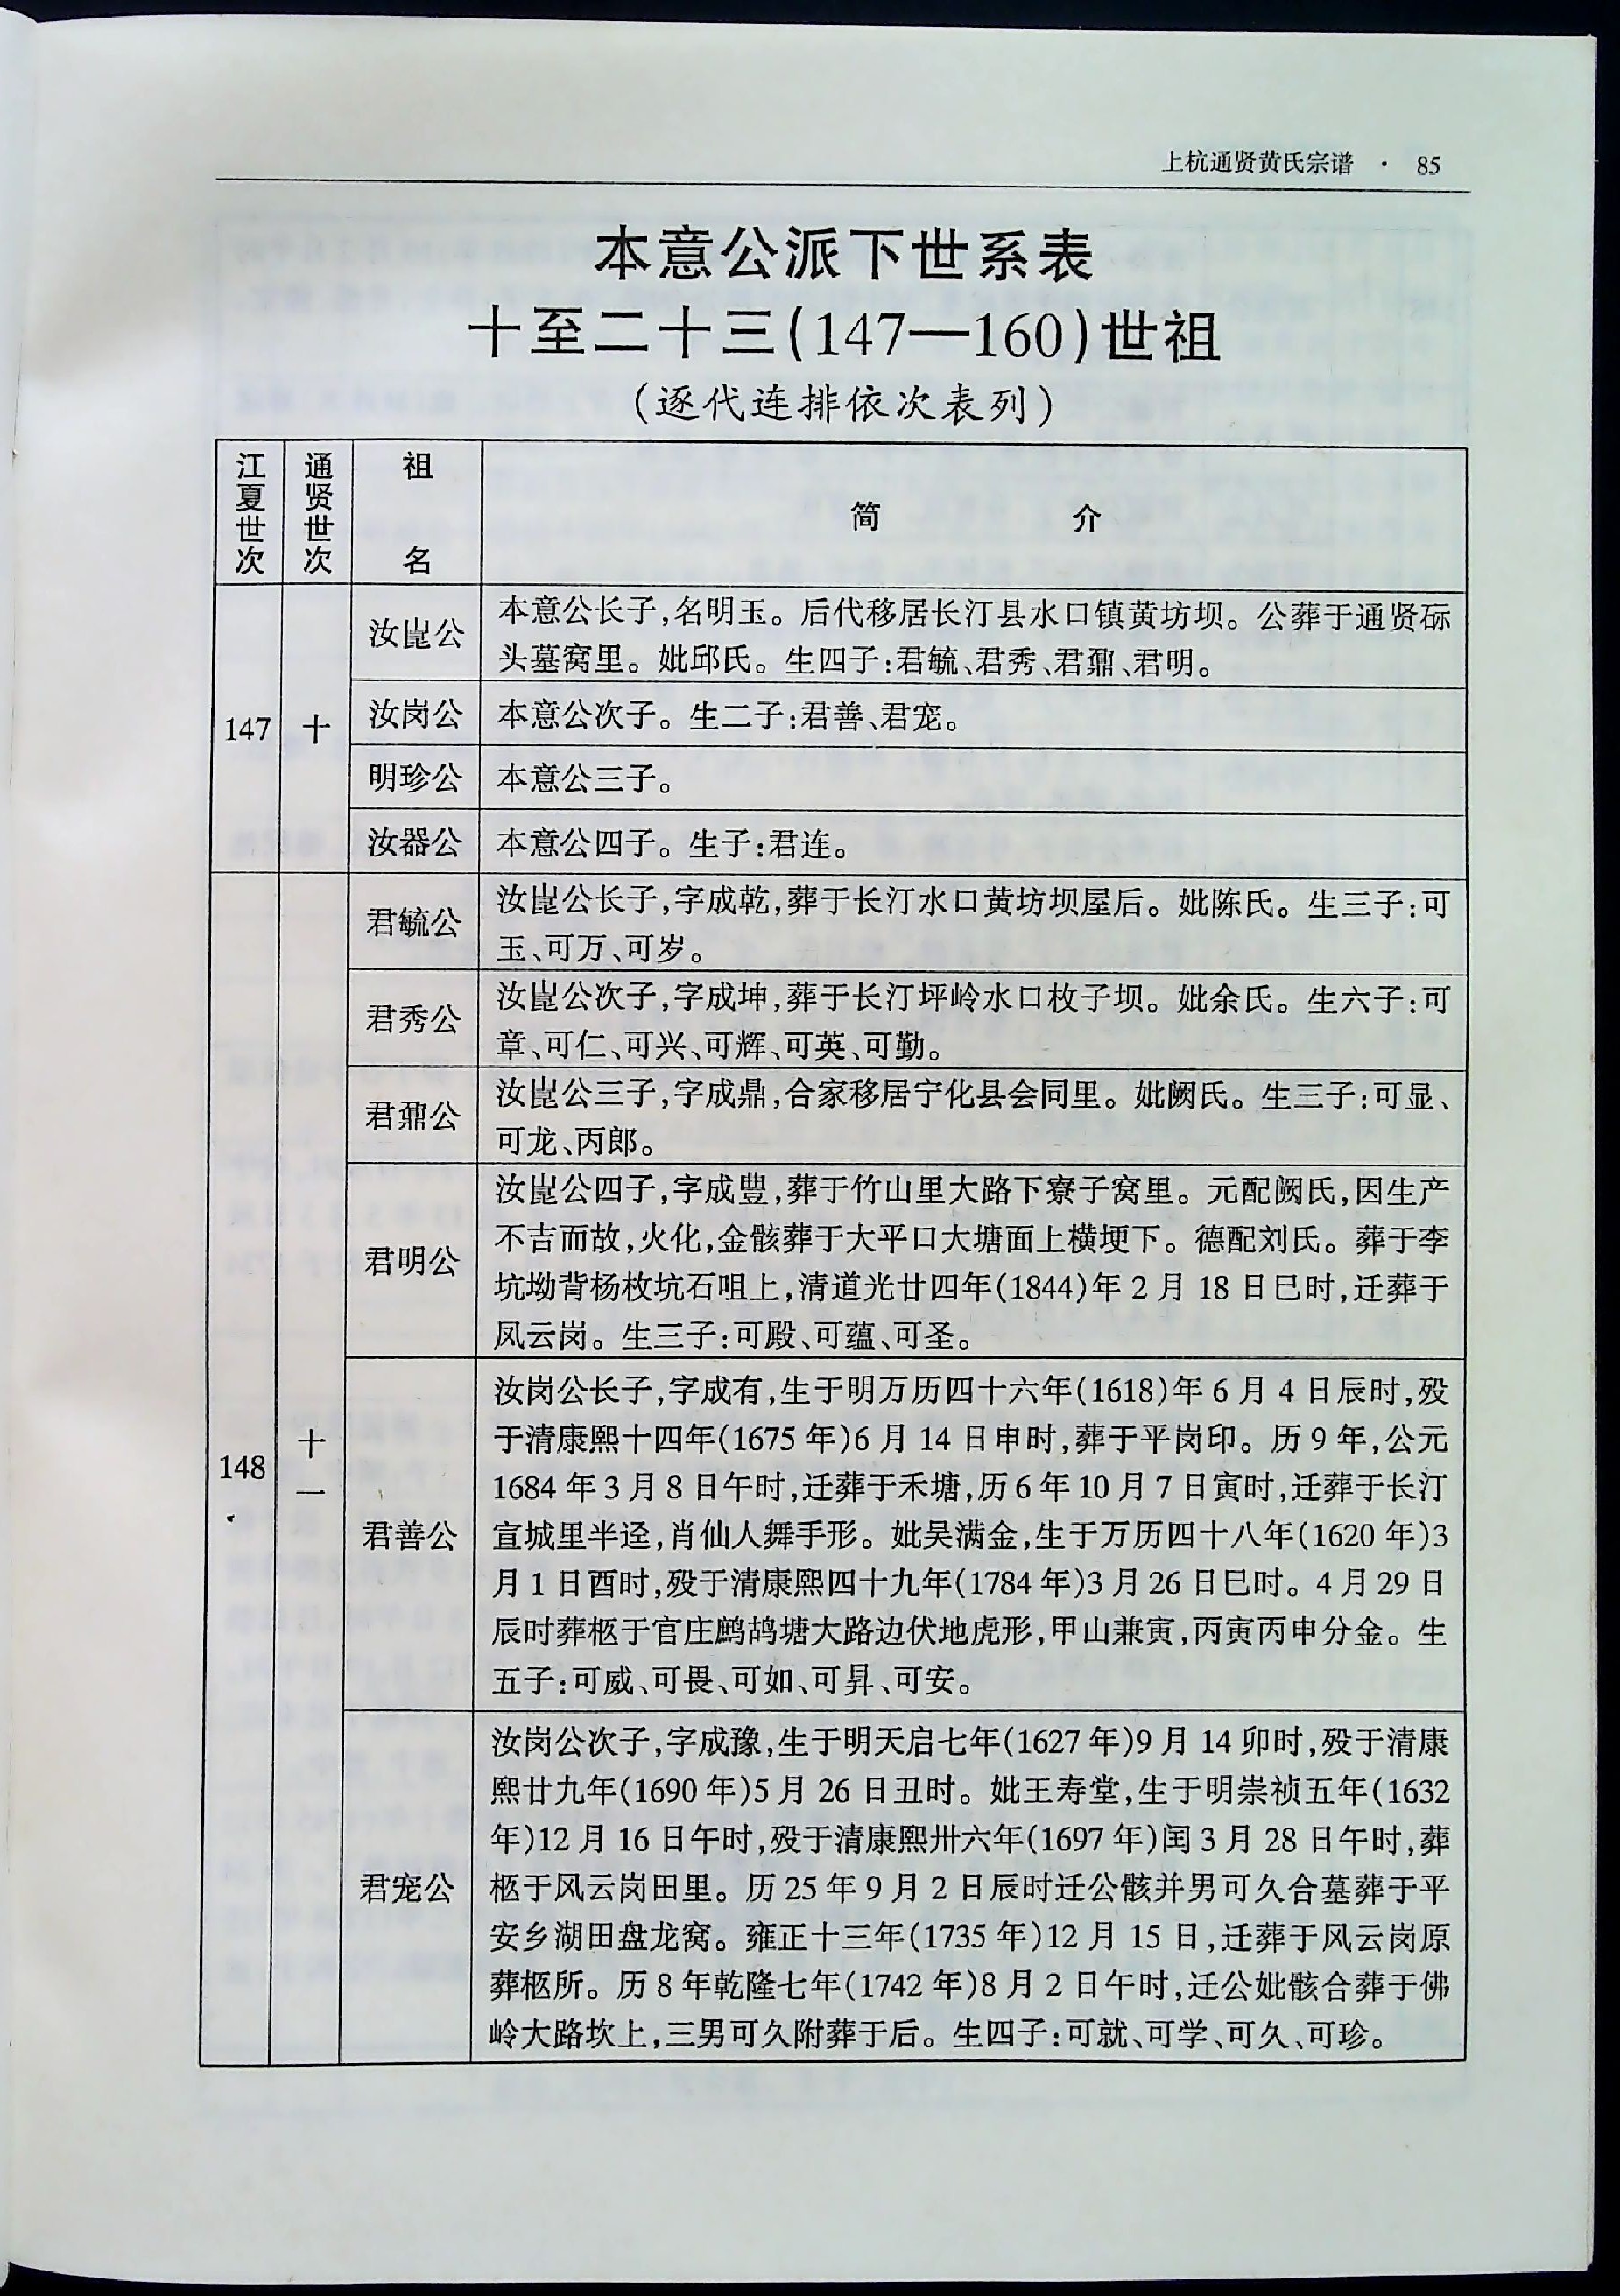 上杭通贤黄氏宗谱 · 85
本意公派下世系表
十至二十三(147—160)世祖
(逐代连排依次表列)
江夏世次 通贤世次 祖名 简介
147 十
汝崑公
本意公长子,名明玉。后代移居长汀县水口镇黄坊坝。公葬于通贤砾
头墓窝里。妣邱氏。生四子:君毓、君秀、君鼐、君明。
汝岗公 本意公次子。生二子:君善、君宠。
明珍公 本意公三子。
汝器公 本意公四子。生子:君连。
148 十一
君毓公
汝崑公长子,字成乾,葬于长汀水口黄坊坝屋后。妣陈氏。生三子:可
玉、可万、可岁。
君秀公
汝崑公次子,字成坤,葬于长汀坪岭水口枚子坝。妣余氏。生六子:可
章、可仁、可兴、可辉、可英、可勤。
君鼐公
汝崑公三子,字成鼎,合家移居宁化县会同里。妣阙氏。生三子:可显、
可龙、丙郎。
君明公
汝崑公四子,字成豊,葬于竹山里大路下寮子窝里。元配阙氏,因生产
不吉而故,火化,金骸葬于大平口大塘面上横埂下。德配刘氏。葬于李
坑坳背杨枚坑石咀上,清道光廿四年(1844)年2月18日巳时,迁葬于
凤云岗。生三子:可殿、可蕴、可圣。
君善公
汝岗公长子,字成有,生于明万历四十六年(1618)年6月4日辰时,殁
于清康熙十四年(1675年)6月14日申时,葬于平岗印。历9年,公元
1684年3月8日午时,迁葬于禾塘,历6年10月7日寅时,迁葬于长汀
宣城里半迳,肖仙人舞手形。妣吴满金,生于万历四十八年(1620年)3
月1日酉时,殁于清康熙四十九年(1784年)3月26日巳时。4月29日
辰时葬柩于官庄鹧鸪塘大路边伏地虎形,甲山兼寅,丙寅丙申分金。生
五子:可威、可畏、可如、可昇、可安。
君宠公
汝岗公次子,字成豫,生于明天启七年(1627年)9月14卯时,殁于清康
熙廿九年(1690年)5月26日丑时。妣王寿堂,生于明崇祯五年(1632
年)12月16日午时,殁于清康熙卅六年(1697年)闰3月28日午时,葬
柩于风云岗田里。历25年9月2日辰时迁公骸并男可久合墓葬于平
安乡湖田盘龙窝。雍正十三年(1735年)12月15日,迁葬于风云岗原
葬柩所。历8年乾隆七年(1742年)8月2日午时,迁公妣骸合葬于佛
岭大路坎上,三男可久附葬于后。生四子:可就、可学、可久、可珍。